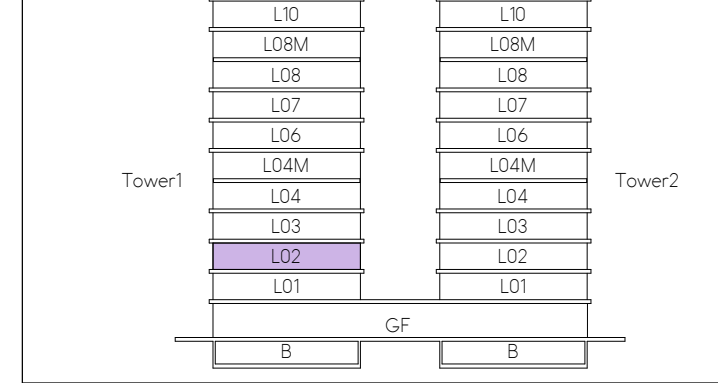 L10 L10
L08M L08M
L08 L08
L07 L07
L06 L06
L04M L04M
Tower1 Tower2
L04 L04
L03 L03
L02 L02
L01 L01
GF
B B